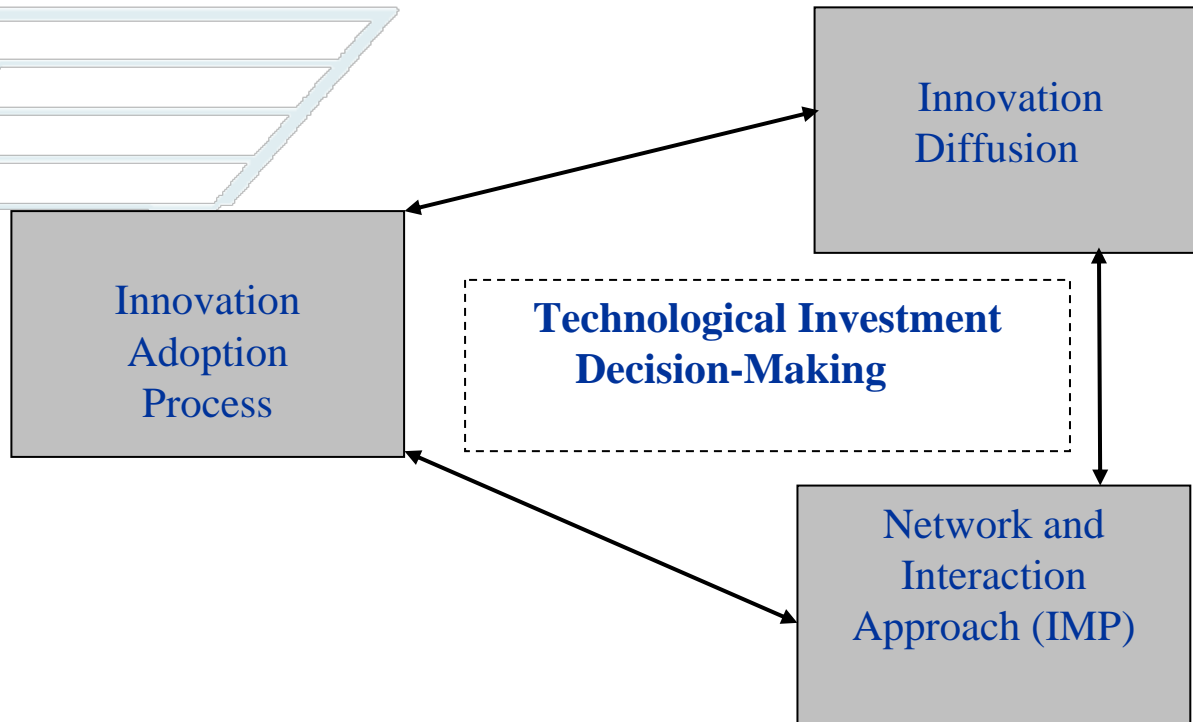 Innovation
Diffusion
Innovation
Adoption
Process
Technological Investment
Decision-Making
Network and
Interaction
Approach (IMP)